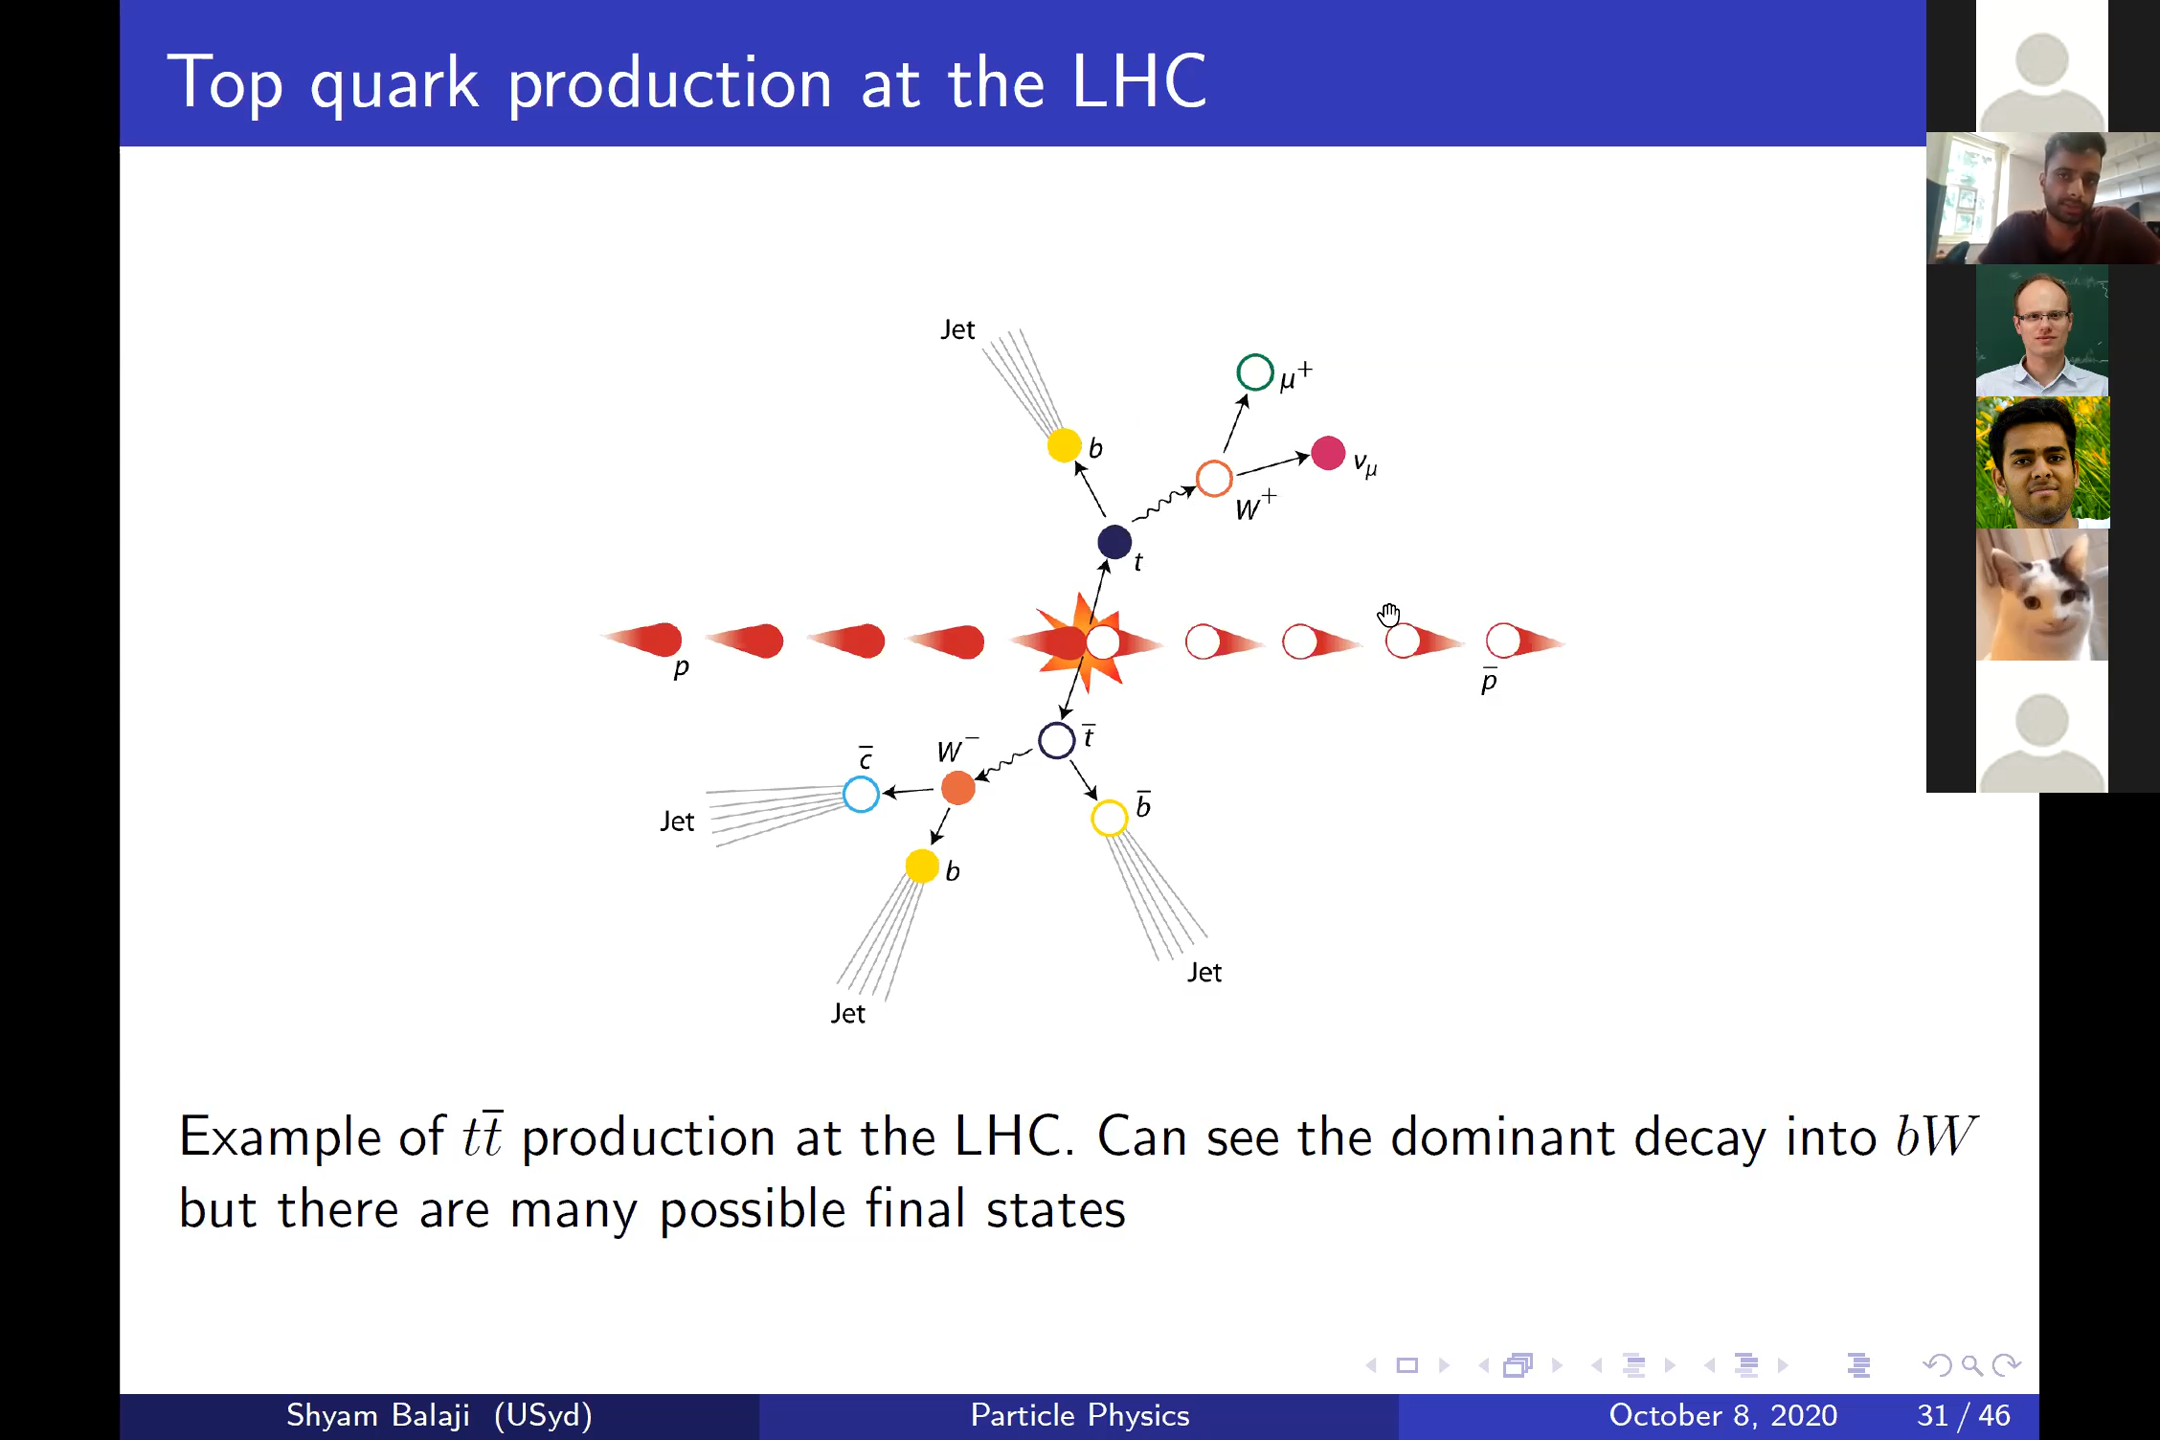 Top quark production at the LHC
Jet
μ⁺
b
ν_μ
W⁺
t
p
p̄
t̄
W⁻
c̄
b̄
Jet
b
Jet
Jet
Example of tt̄ production at the LHC. Can see the dominant decay into bW
but there are many possible final states
Shyam Balaji (USyd)
Particle Physics
October 8, 2020
31 / 46